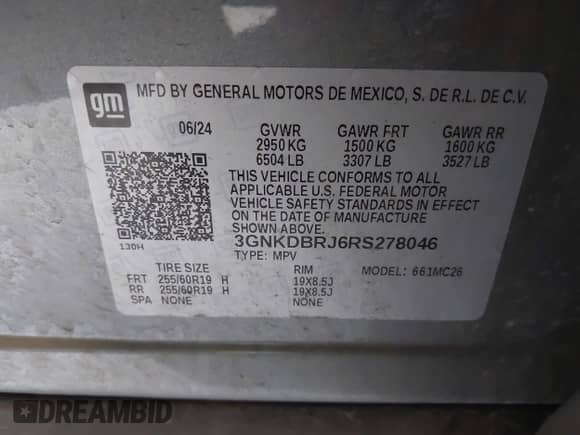 gm
MFD BY GENERAL MOTORS DE MEXICO, S. DE R.L. DE C.V.
06/24 GVWR GAWR FRT GAWR RR
2950 KG 1500 KG 1600 KG
6504 LB 3307 LB 3527 LB
THIS VEHICLE CONFORMS TO ALL
APPLICABLE U.S. FEDERAL MOTOR
VEHICLE SAFETY STANDARDS IN EFFECT
ON THE DATE OF MANUFACTURE
SHOWN ABOVE.
3GNKDBRJ6RS278046
130H
TYPE: MPV
MODEL: 661MC26
TIRE SIZE RIM
FRT 255/60R19 H 19X8.5J
RR 255/60R19 H 19X8.5J
SPA NONE NONE
DREAMBID